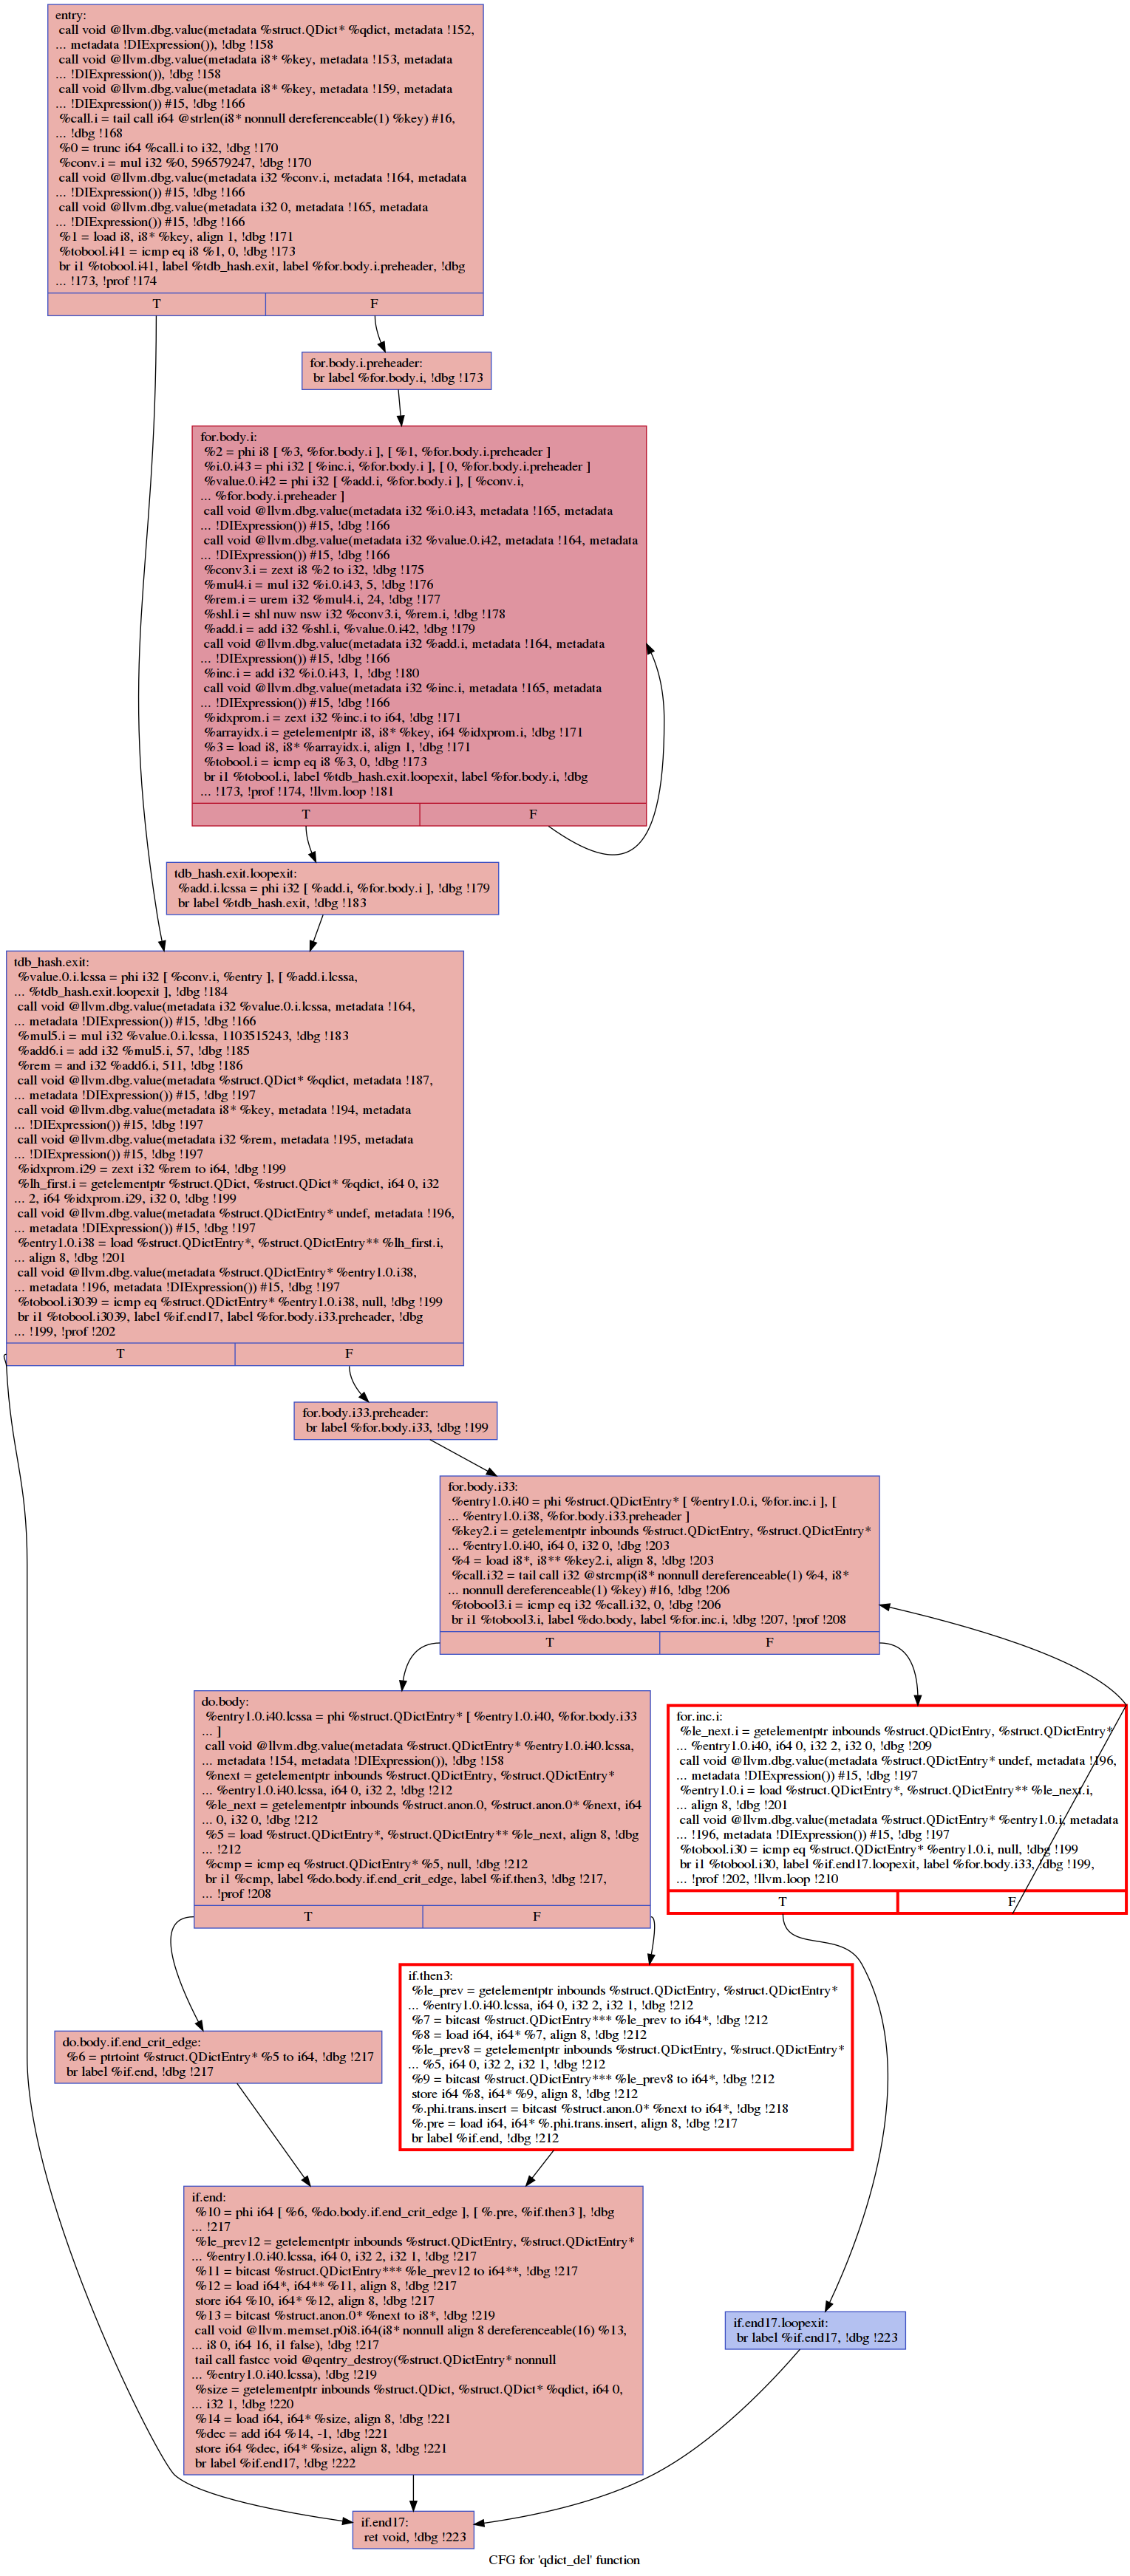 entry:
call void @llvm.dbg.value(metadata %struct.QDict* %qdict, metadata !152,
... metadata !DIExpression()), !dbg !158
call void @llvm.dbg.value(metadata i8* %key, metadata !153, metadata
... !DIExpression()), !dbg !158
call void @llvm.dbg.value(metadata i8* %key, metadata !159, metadata
... !DIExpression()) #15, !dbg !166
%call.i = tail call i64 @strlen(i8* nonnull dereferenceable(1) %key) #16,
... !dbg !168
%0 = trunc i64 %call.i to i32, !dbg !170
%conv.i = mul i32 %0, 596579247, !dbg !170
call void @llvm.dbg.value(metadata i32 %conv.i, metadata !164, metadata
... !DIExpression()) #15, !dbg !166
call void @llvm.dbg.value(metadata i32 0, metadata !165, metadata
... !DIExpression()) #15, !dbg !166
%1 = load i8, i8* %key, align 1, !dbg !171
%tobool.i41 = icmp eq i8 %1, 0, !dbg !173
br i1 %tobool.i41, label %tdb_hash.exit, label %for.body.i.preheader, !dbg
... !173, !prof !174
T F
for.body.i.preheader:
br label %for.body.i, !dbg !173
for.body.i:
%2 = phi i8 [ %3, %for.body.i ], [ %1, %for.body.i.preheader ]
%i.0.i43 = phi i32 [ %inc.i, %for.body.i ], [ 0, %for.body.i.preheader ]
%value.0.i42 = phi i32 [ %add.i, %for.body.i ], [ %conv.i,
... %for.body.i.preheader ]
call void @llvm.dbg.value(metadata i32 %i.0.i43, metadata !165, metadata
... !DIExpression()) #15, !dbg !166
call void @llvm.dbg.value(metadata i32 %value.0.i42, metadata !164, metadata
... !DIExpression()) #15, !dbg !166
%conv3.i = zext i8 %2 to i32, !dbg !175
%mul4.i = mul i32 %i.0.i43, 5, !dbg !176
%rem.i = urem i32 %mul4.i, 24, !dbg !177
%shl.i = shl nuw nsw i32 %conv3.i, %rem.i, !dbg !178
%add.i = add i32 %shl.i, %value.0.i42, !dbg !179
call void @llvm.dbg.value(metadata i32 %add.i, metadata !164, metadata
... !DIExpression()) #15, !dbg !166
%inc.i = add i32 %i.0.i43, 1, !dbg !180
call void @llvm.dbg.value(metadata i32 %inc.i, metadata !165, metadata
... !DIExpression()) #15, !dbg !166
%idxprom.i = zext i32 %inc.i to i64, !dbg !171
%arrayidx.i = getelementptr i8, i8* %key, i64 %idxprom.i, !dbg !171
%3 = load i8, i8* %arrayidx.i, align 1, !dbg !171
%tobool.i = icmp eq i8 %3, 0, !dbg !173
br i1 %tobool.i, label %tdb_hash.exit.loopexit, label %for.body.i, !dbg
... !173, !prof !174, !llvm.loop !181
T F
tdb_hash.exit.loopexit:
%add.i.lcssa = phi i32 [ %add.i, %for.body.i ], !dbg !179
br label %tdb_hash.exit, !dbg !183
tdb_hash.exit:
%value.0.i.lcssa = phi i32 [ %conv.i, %entry ], [ %add.i.lcssa,
... %tdb_hash.exit.loopexit ], !dbg !184
call void @llvm.dbg.value(metadata i32 %value.0.i.lcssa, metadata !164,
... metadata !DIExpression()) #15, !dbg !166
%mul5.i = mul i32 %value.0.i.lcssa, 1103515243, !dbg !183
%add6.i = add i32 %mul5.i, 57, !dbg !185
%rem = and i32 %add6.i, 511, !dbg !186
call void @llvm.dbg.value(metadata %struct.QDict* %qdict, metadata !187,
... metadata !DIExpression()) #15, !dbg !197
call void @llvm.dbg.value(metadata i8* %key, metadata !194, metadata
... !DIExpression()) #15, !dbg !197
call void @llvm.dbg.value(metadata i32 %rem, metadata !195, metadata
... !DIExpression()) #15, !dbg !197
%idxprom.i29 = zext i32 %rem to i64, !dbg !199
%lh_first.i = getelementptr %struct.QDict, %struct.QDict* %qdict, i64 0, i32
... 2, i64 %idxprom.i29, i32 0, !dbg !199
call void @llvm.dbg.value(metadata %struct.QDictEntry* undef, metadata !196,
... metadata !DIExpression()) #15, !dbg !197
%entry1.0.i38 = load %struct.QDictEntry*, %struct.QDictEntry** %lh_first.i,
... align 8, !dbg !201
call void @llvm.dbg.value(metadata %struct.QDictEntry* %entry1.0.i38,
... metadata !196, metadata !DIExpression()) #15, !dbg !197
%tobool.i3039 = icmp eq %struct.QDictEntry* %entry1.0.i38, null, !dbg !199
br i1 %tobool.i3039, label %if.end17, label %for.body.i33.preheader, !dbg
... !199, !prof !202
T F
for.body.i33.preheader:
br label %for.body.i33, !dbg !199
for.body.i33:
%entry1.0.i40 = phi %struct.QDictEntry* [ %entry1.0.i, %for.inc.i ], [
... %entry1.0.i38, %for.body.i33.preheader ]
%key2.i = getelementptr inbounds %struct.QDictEntry, %struct.QDictEntry*
... %entry1.0.i40, i64 0, i32 0, !dbg !203
%4 = load i8*, i8** %key2.i, align 8, !dbg !203
%call.i32 = tail call i32 @strcmp(i8* nonnull dereferenceable(1) %4, i8*
... nonnull dereferenceable(1) %key) #16, !dbg !206
%tobool3.i = icmp eq i32 %call.i32, 0, !dbg !206
br i1 %tobool3.i, label %do.body, label %for.inc.i, !dbg !207, !prof !208
T F
do.body:
%entry1.0.i40.lcssa = phi %struct.QDictEntry* [ %entry1.0.i40, %for.body.i33
... ]
call void @llvm.dbg.value(metadata %struct.QDictEntry* %entry1.0.i40.lcssa,
... metadata !154, metadata !DIExpression()), !dbg !158
%next = getelementptr inbounds %struct.QDictEntry, %struct.QDictEntry*
... %entry1.0.i40.lcssa, i64 0, i32 2, !dbg !212
%le_next = getelementptr inbounds %struct.anon.0, %struct.anon.0* %next, i64
... 0, i32 0, !dbg !212
%5 = load %struct.QDictEntry*, %struct.QDictEntry** %le_next, align 8, !dbg
... !212
%cmp = icmp eq %struct.QDictEntry* %5, null, !dbg !212
br i1 %cmp, label %do.body.if.end_crit_edge, label %if.then3, !dbg !217,
... !prof !208
T F
for.inc.i:
%le_next.i = getelementptr inbounds %struct.QDictEntry, %struct.QDictEntry*
... %entry1.0.i40, i64 0, i32 2, i32 0, !dbg !209
call void @llvm.dbg.value(metadata %struct.QDictEntry* undef, metadata !196,
... metadata !DIExpression()) #15, !dbg !197
%entry1.0.i = load %struct.QDictEntry*, %struct.QDictEntry** %le_next.i,
... align 8, !dbg !201
call void @llvm.dbg.value(metadata %struct.QDictEntry* %entry1.0.i, metadata
... !196, metadata !DIExpression()) #15, !dbg !197
%tobool.i30 = icmp eq %struct.QDictEntry* %entry1.0.i, null, !dbg !199
br i1 %tobool.i30, label %if.end17.loopexit, label %for.body.i33, !dbg !199,
... !prof !202, !llvm.loop !210
T F
if.then3:
%le_prev = getelementptr inbounds %struct.QDictEntry, %struct.QDictEntry*
... %entry1.0.i40.lcssa, i64 0, i32 2, i32 1, !dbg !212
%7 = bitcast %struct.QDictEntry*** %le_prev to i64*, !dbg !212
%8 = load i64, i64* %7, align 8, !dbg !212
%le_prev8 = getelementptr inbounds %struct.QDictEntry, %struct.QDictEntry*
... %5, i64 0, i32 2, i32 1, !dbg !212
%9 = bitcast %struct.QDictEntry*** %le_prev8 to i64*, !dbg !212
store i64 %8, i64* %9, align 8, !dbg !212
%.phi.trans.insert = bitcast %struct.anon.0* %next to i64*, !dbg !218
%.pre = load i64, i64* %.phi.trans.insert, align 8, !dbg !217
br label %if.end, !dbg !212
do.body.if.end_crit_edge:
%6 = ptrtoint %struct.QDictEntry* %5 to i64, !dbg !217
br label %if.end, !dbg !217
if.end:
%10 = phi i64 [ %6, %do.body.if.end_crit_edge ], [ %.pre, %if.then3 ], !dbg
... !217
%le_prev12 = getelementptr inbounds %struct.QDictEntry, %struct.QDictEntry*
... %entry1.0.i40.lcssa, i64 0, i32 2, i32 1, !dbg !217
%11 = bitcast %struct.QDictEntry*** %le_prev12 to i64**, !dbg !217
%12 = load i64*, i64** %11, align 8, !dbg !217
store i64 %10, i64* %12, align 8, !dbg !217
%13 = bitcast %struct.anon.0* %next to i8*, !dbg !219
call void @llvm.memset.p0i8.i64(i8* nonnull align 8 dereferenceable(16) %13,
... i8 0, i64 16, i1 false), !dbg !217
tail call fastcc void @qentry_destroy(%struct.QDictEntry* nonnull
... %entry1.0.i40.lcssa), !dbg !219
%size = getelementptr inbounds %struct.QDict, %struct.QDict* %qdict, i64 0,
... i32 1, !dbg !220
%14 = load i64, i64* %size, align 8, !dbg !221
%dec = add i64 %14, -1, !dbg !221
store i64 %dec, i64* %size, align 8, !dbg !221
br label %if.end17, !dbg !222
if.end17.loopexit:
br label %if.end17, !dbg !223
if.end17:
ret void, !dbg !223
CFG for 'qdict_del' function